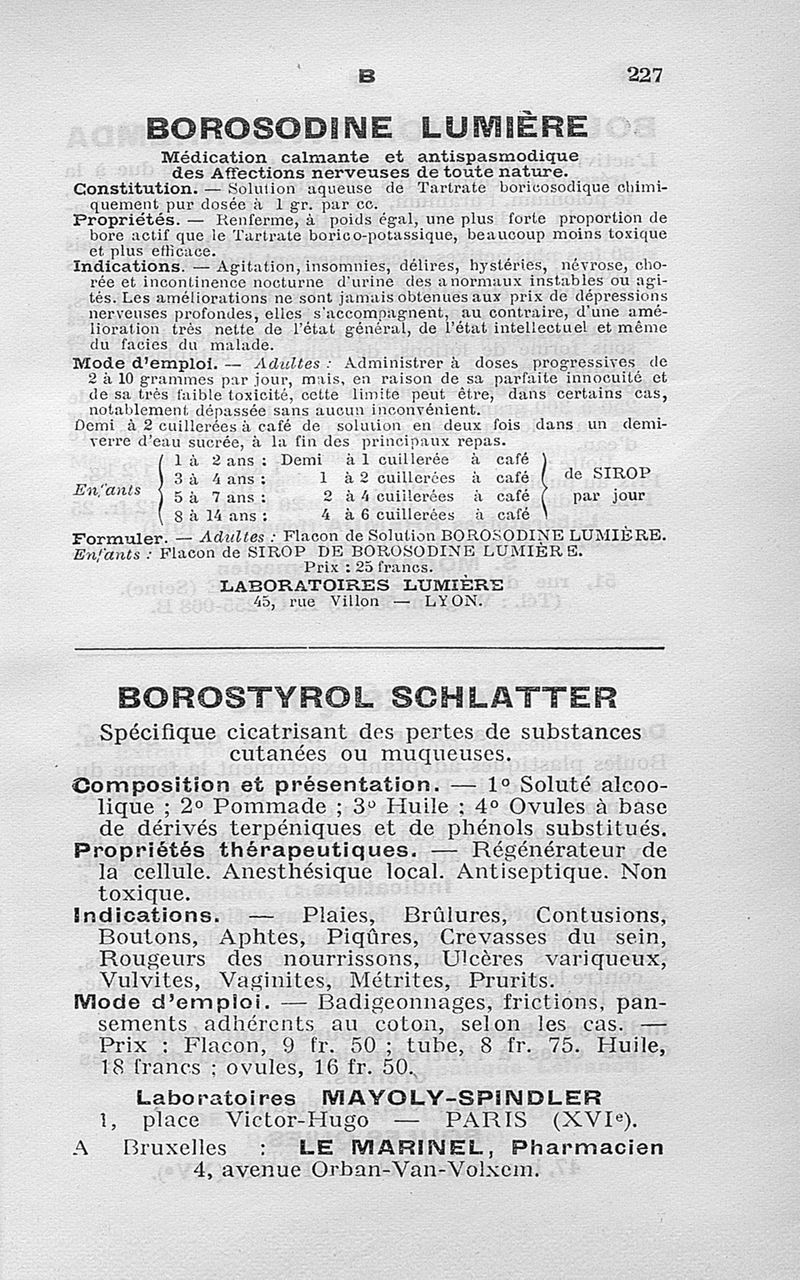 B 227
BOROSODINE LUMIÈRE
Médication calmante et antispasmodique
des Affections nerveuses de toute nature.
Constitution. — Solution aqueuse de Tartrate boricosodique chimi-
quement pur dosée à 1 gr. par cc.
Propriétés. — Renferme, à poids égal, une plus forte proportion de
bore actif que le Tartrate borico-potassique, beaucoup moins toxique
et plus efficace.
Indications. — Agitation, insomnies, délires, hystéries, névrose, cho-
rée et incontinence nocturne d'urine des anormaux instables ou agi-
tés. Les améliorations ne sont jamais obtenues aux prix de dépressions
nerveuses profondes, elles s'accompagnent, au contraire, d'une amé-
lioration très nette de l'état général, de l'état intellectuel et même
du facies du malade.
Mode d'emploi. — Adultes : Administrer à doses progressives de
2 à 10 grammes par jour, mais, en raison de sa parfaite innocuité et
de sa très faible toxicité, cette limite peut être, dans certains cas,
notablement dépassée sans aucun inconvénient.
Demi à 2 cuillerées à café de solution en deux fois dans un demi-
verre d'eau sucrée, à la fin des principaux repas.
1 à 2 ans : Demi à 1 cuillerée à café
3 à 4 ans : 1 à 2 cuillerées à café de SIROP
Enfants 5 à 7 ans : 2 à 4 cuillerées à café par jour
8 à 14 ans : 4 à 6 cuillerées à café
Formuler. — Adultes : Flacon de Solution BOROSODINE LUMIÈRE.
Enfants : Flacon de SIROP DE BOROSODINE LUMIÈRE.
Prix : 25 francs.
LABORATOIRES LUMIÈRE
45, rue Villon — LYON.
BOROSTYROL SCHLATTER
Spécifique cicatrisant des pertes de substances
cutanées ou muqueuses.
Composition et présentation. — 1° Soluté alcoo-
lique ; 2° Pommade ; 3° Huile ; 4° Ovules à base
de dérivés terpéniques et de phénols substitués.
Propriétés thérapeutiques. — Régénérateur de
la cellule. Anesthésique local. Antiseptique. Non
toxique.
Indications. — Plaies, Brûlures, Contusions,
Boutons, Aphtes, Piqûres, Crevasses du sein,
Rougeurs des nourrissons, Ulcères variqueux,
Vulvites, Vaginites, Métrites, Prurits.
Mode d'emploi. — Badigeonnages, frictions, pan-
sements adhérents au coton, selon les cas. —
Prix : Flacon, 9 fr. 50 ; tube, 8 fr. 75. Huile,
18 francs ; ovules, 16 fr. 50.
Laboratoires MAYOLY-SPINDLER
1, place Victor-Hugo — PARIS (XVIe).
A Bruxelles : LE MARINEL, Pharmacien
4, avenue Orban-Van-Volxem.